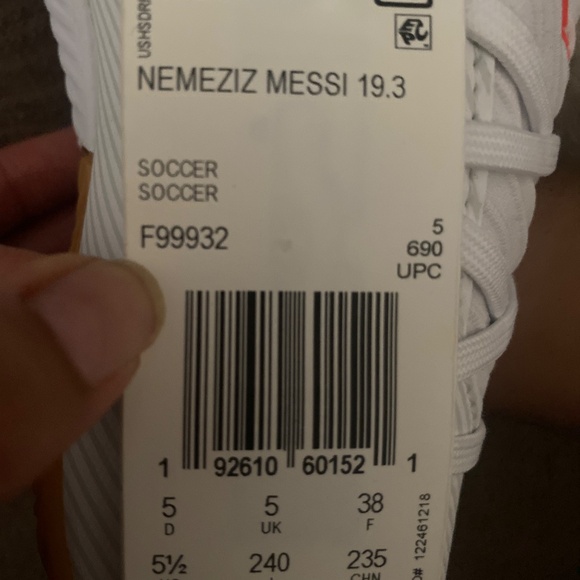 USHSDRI
NEMEZIZ MESSI 19.3
SOCCER
SOCCER
F99932
5
690
UPC
1 92610 60152 1
5 5 38
D UK F
5½ 240 235
CHN
O# 122461218